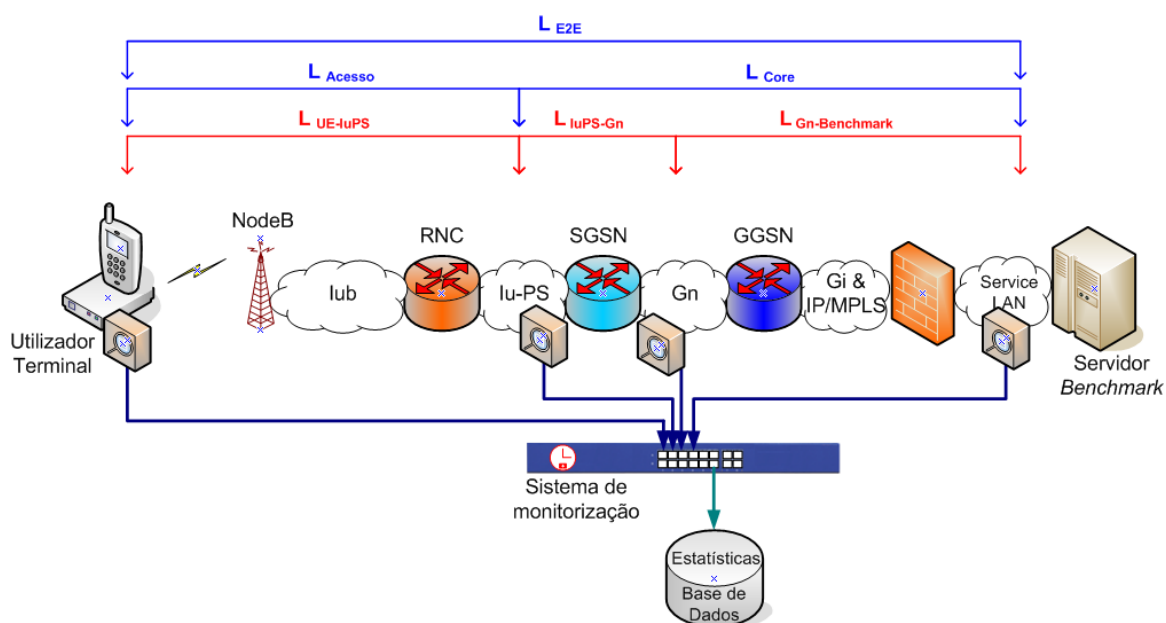 L E2E
L Acesso
L Core
L UE-IuPS
L IuPS-Gn
L Gn-Benchmark
NodeB
RNC
SGSN
GGSN
Iub
Iu-PS
Gn
Gi &
IP/MPLS
Service
LAN
Utilizador
Terminal
Servidor
Benchmark
Sistema de
monitorização
Estatísticas
Base de
Dados